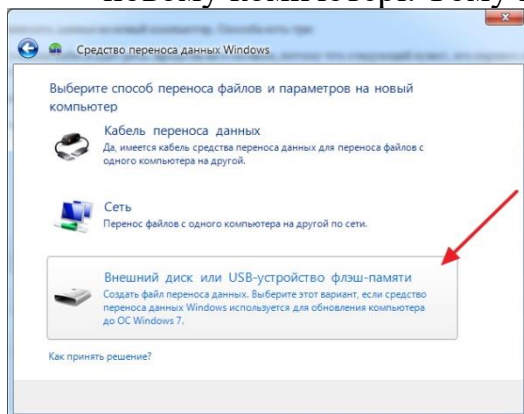 Средство переноса данных Windows
Выберите способ переноса файлов и параметров на новый
компьютер
Кабель переноса данных
Да, имеется кабель средства переноса данных для переноса файлов с
одного компьютера на другой.
Сеть
Перенос файлов с одного компьютера на другой по сети.
Внешний диск или USB-устройство флэш-памяти
Создать файл переноса данных. Выберите этот вариант, если средство
переноса данных Windows используется для обновления компьютера
до ОС Windows 7.
Как принять решение?